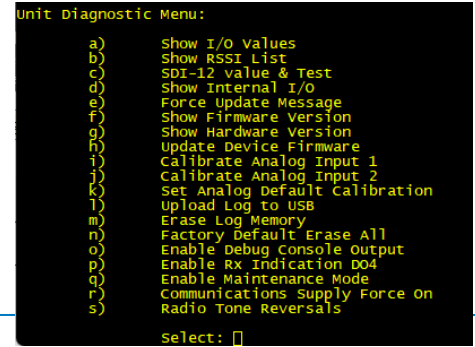 Unit Diagnostic Menu:
a) Show I/O Values
b) Show RSSI List
c) SDI-12 value & Test
d) Show Internal I/O
e) Force Update Message
f) Show Firmware Version
g) Show Hardware Version
h) Update Device Firmware
i) Calibrate Analog Input 1
j) Calibrate Analog Input 2
k) Set Analog Default Calibration
l) Upload Log to USB
m) Erase Log Memory
n) Factory Default Erase All
o) Enable Debug Console Output
p) Enable Rx Indication DO4
q) Enable Maintenance Mode
r) Communications Supply Force On
s) Radio Tone Reversals
Select: